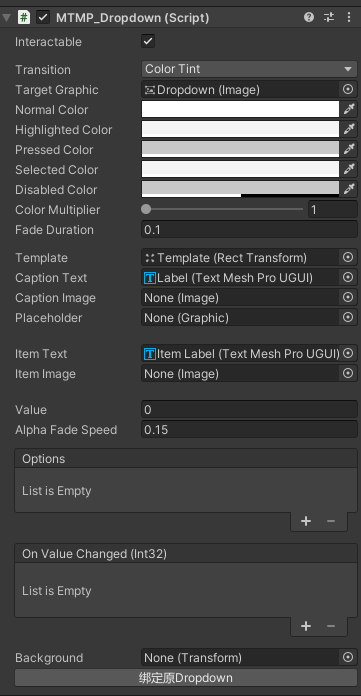 MTMP_Dropdown (Script)
Interactable
Transition Color Tint
Target Graphic Dropdown (Image)
Normal Color
Highlighted Color
Pressed Color
Selected Color
Disabled Color
Color Multiplier 1
Fade Duration 0.1
Template Template (Rect Transform)
Caption Text Label (Text Mesh Pro UGUI)
Caption Image None (Image)
Placeholder None (Graphic)
Item Text Item Label (Text Mesh Pro UGUI)
Item Image None (Image)
Value 0
Alpha Fade Speed 0.15
Options
List is Empty
On Value Changed (Int32)
List is Empty
Background None (Transform)
绑定原Dropdown